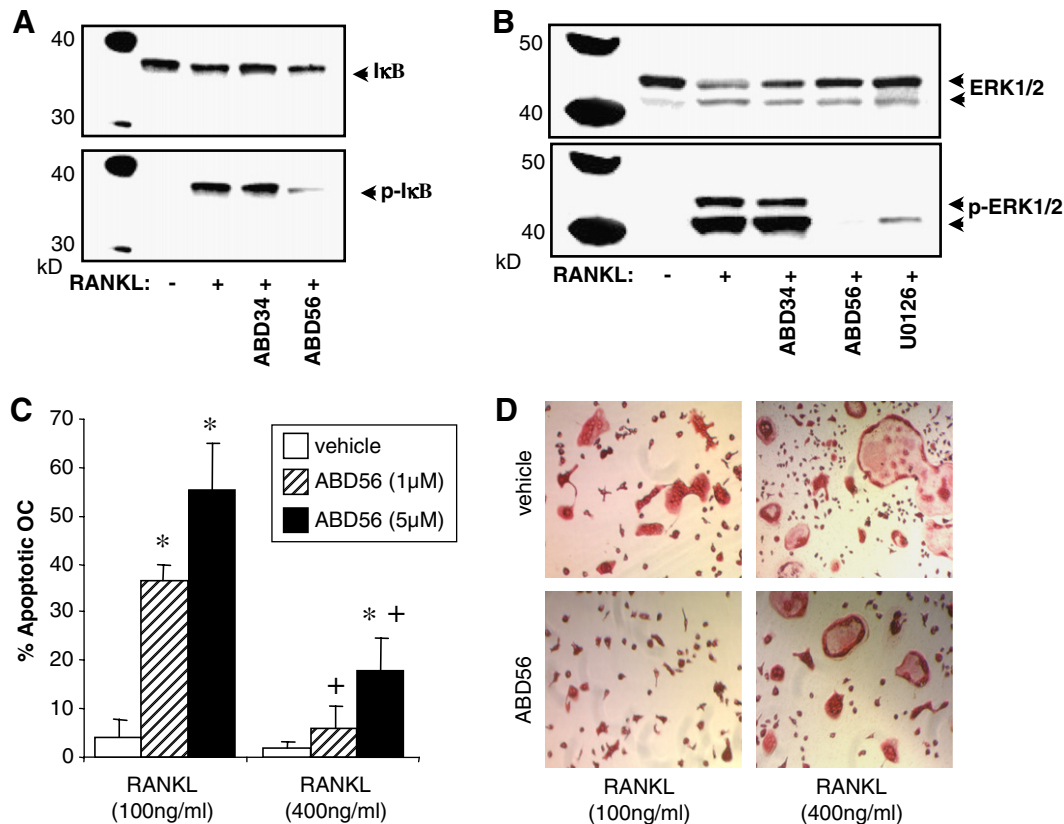 A
40
IκB
30
40
p-IκB
30
kD
RANKL: - + + +
ABD34
ABD56
B
50
ERK1/2
40
50
p-ERK1/2
40
kD
RANKL: - + + + +
ABD34
ABD56
U0126
C
% Apoptotic OC
70
60
50
40
30
20
10
0
* * + * +
vehicle
ABD56 (1μM)
ABD56 (5μM)
RANKL
(100ng/ml)
RANKL
(400ng/ml)
D
vehicle
ABD56
RANKL
(100ng/ml)
RANKL
(400ng/ml)